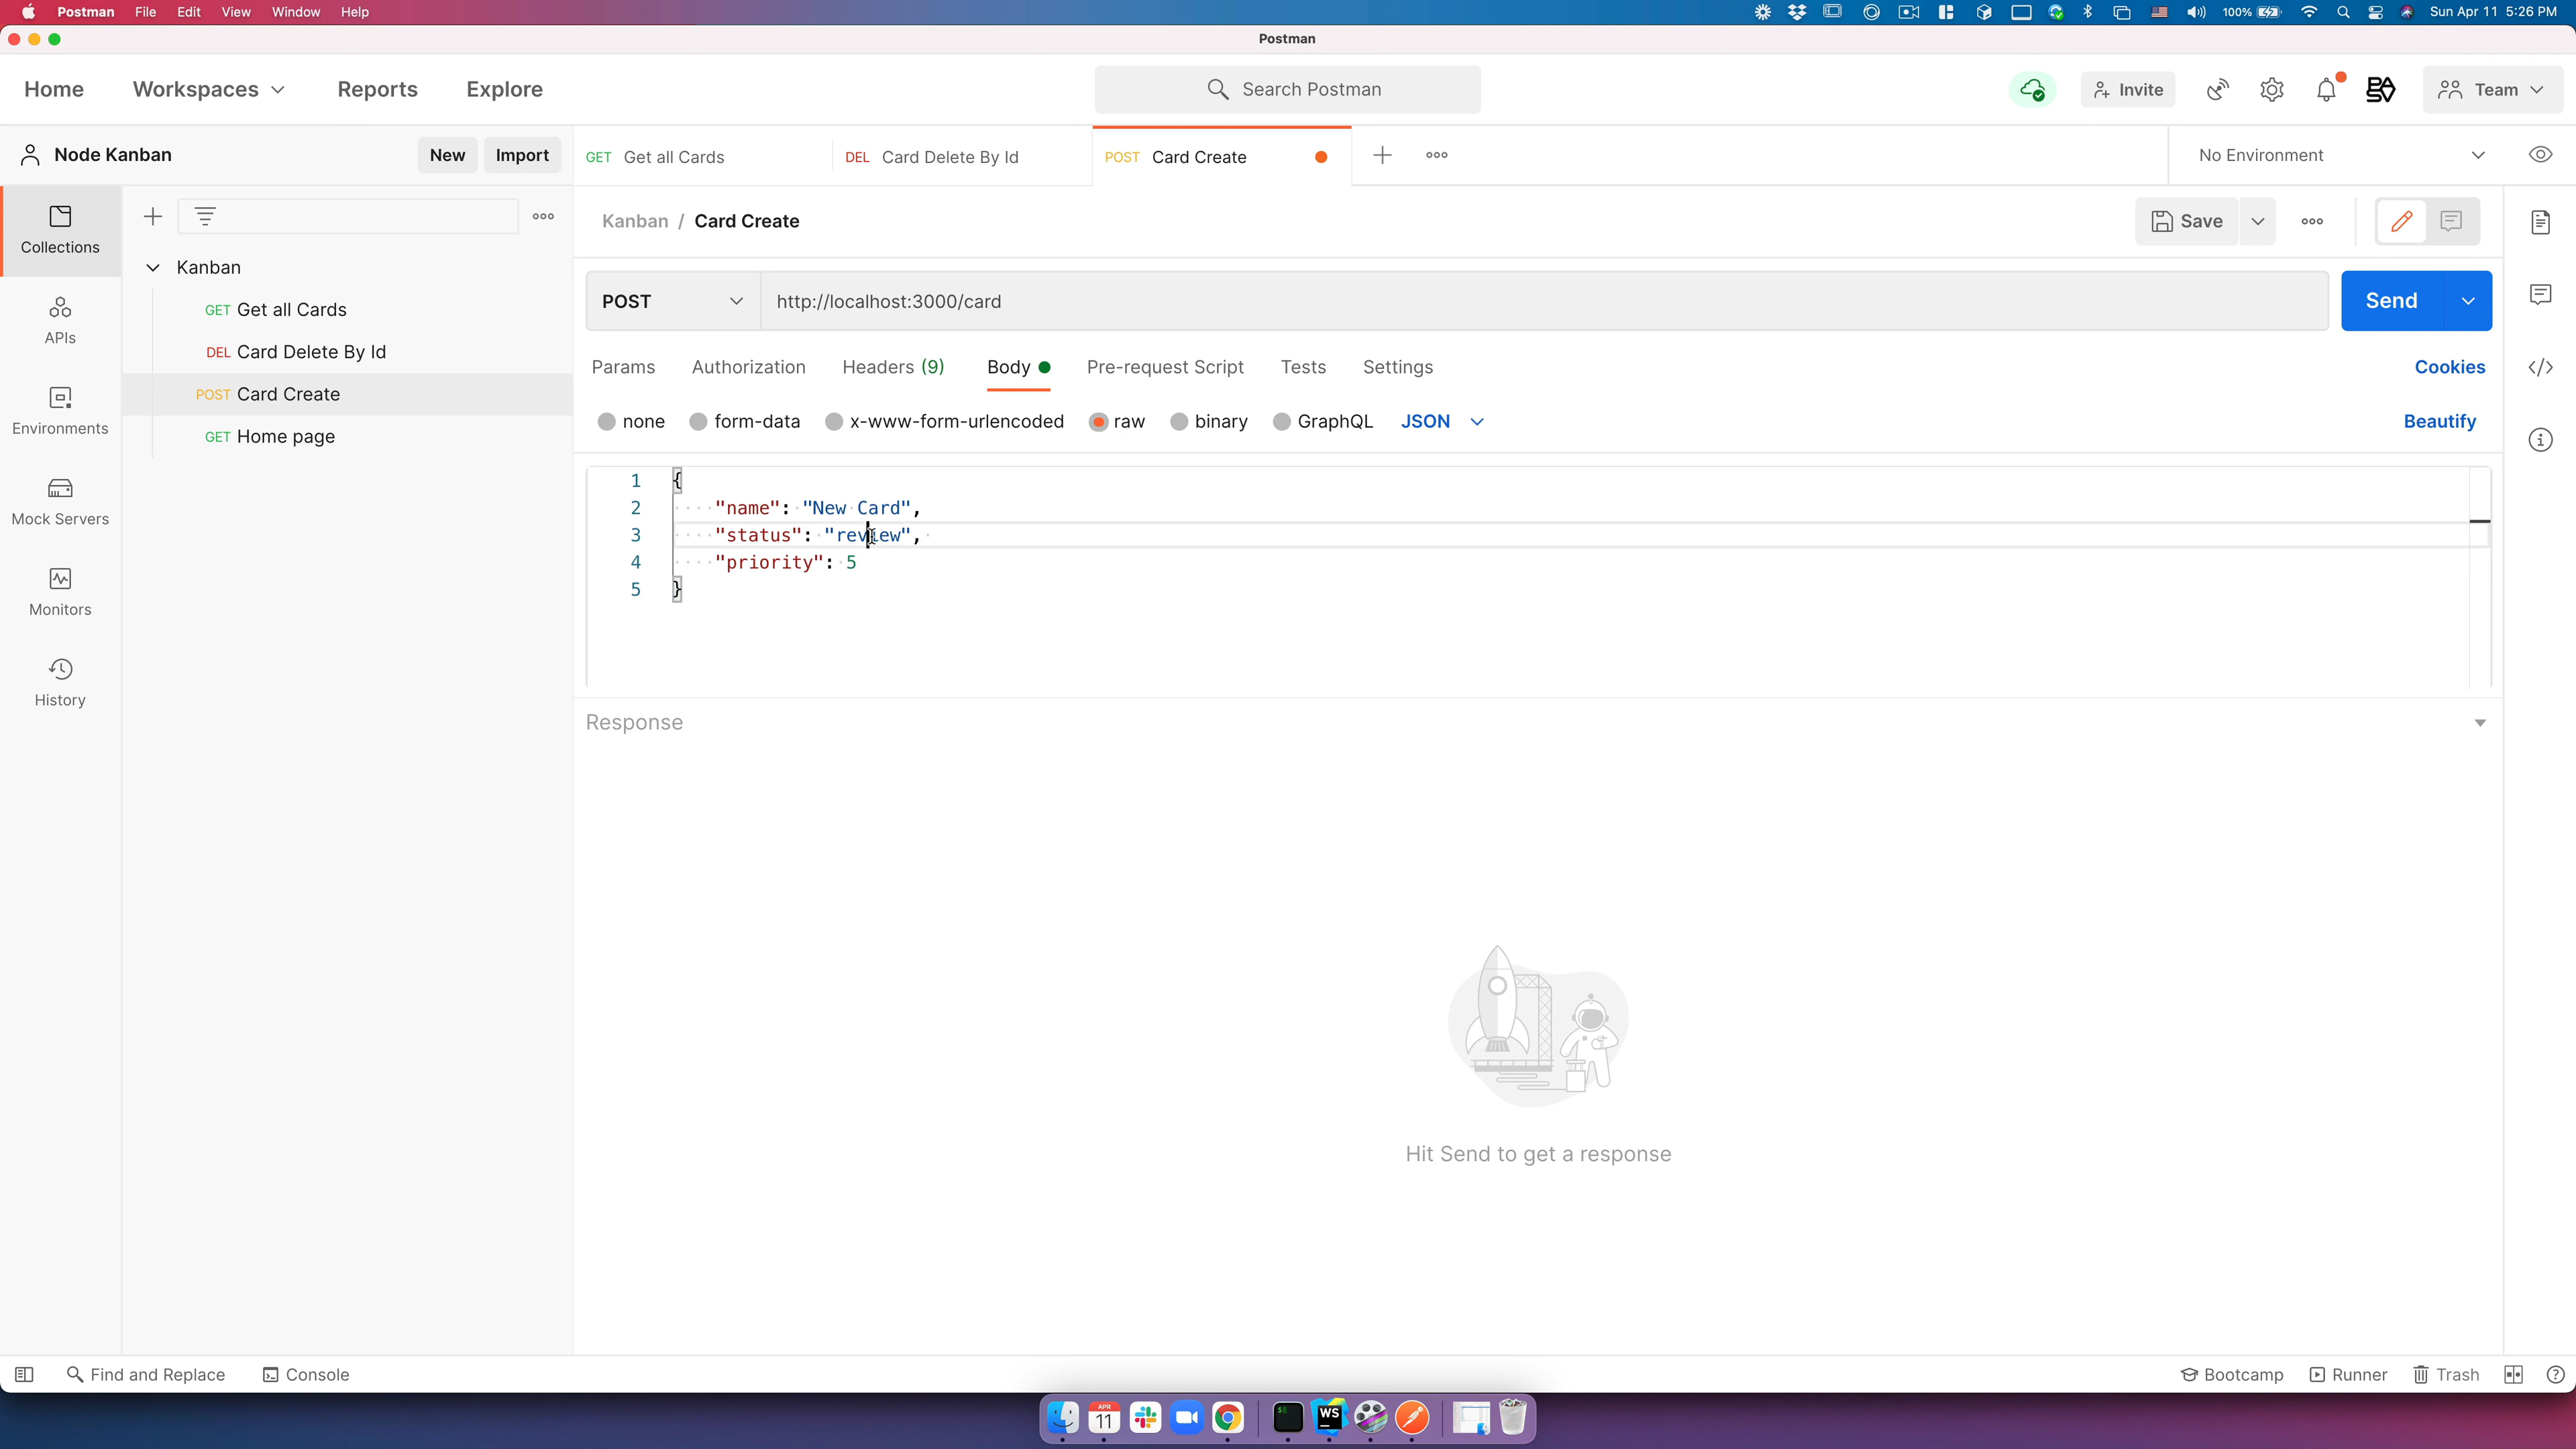 Postman File Edit View Window Help 100% Sun Apr 11 5:26 PM
Postman
Home Workspaces Reports Explore Search Postman Invite Team
Node Kanban New Import GET Get all Cards DEL Card Delete By Id POST Card Create No Environment
Collections
APIs
Environments
Mock Servers
Monitors
History
Kanban
GET Get all Cards
DEL Card Delete By Id
POST Card Create
GET Home page
Kanban / Card Create Save
POST http://localhost:3000/card Send
Params Authorization Headers (9) Body Pre-request Script Tests Settings Cookies
none form-data x-www-form-urlencoded raw binary GraphQL JSON Beautify
1 {
2 "name": "New Card",
3 "status": "review",
4 "priority": 5
5 }
Response
Hit Send to get a response
Find and Replace Console Bootcamp Runner Trash
APR
11
$
WS